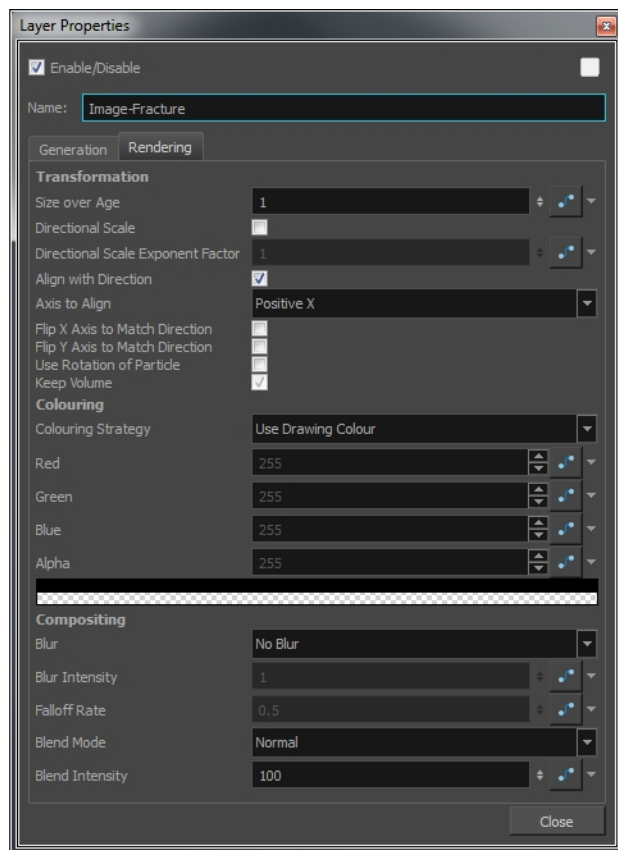 Layer Properties
Enable/Disable
Name: Image-Fracture
Generation Rendering
Transformation
Size over Age 1
Directional Scale
Directional Scale Exponent Factor 1
Align with Direction
Axis to Align Positive X
Flip X Axis to Match Direction
Flip Y Axis to Match Direction
Use Rotation of Particle
Keep Volume
Colouring
Colouring Strategy Use Drawing Colour
Red 255
Green 255
Blue 255
Alpha 255
Compositing
Blur No Blur
Blur Intensity 1
Falloff Rate 0.5
Blend Mode Normal
Blend Intensity 100
Close